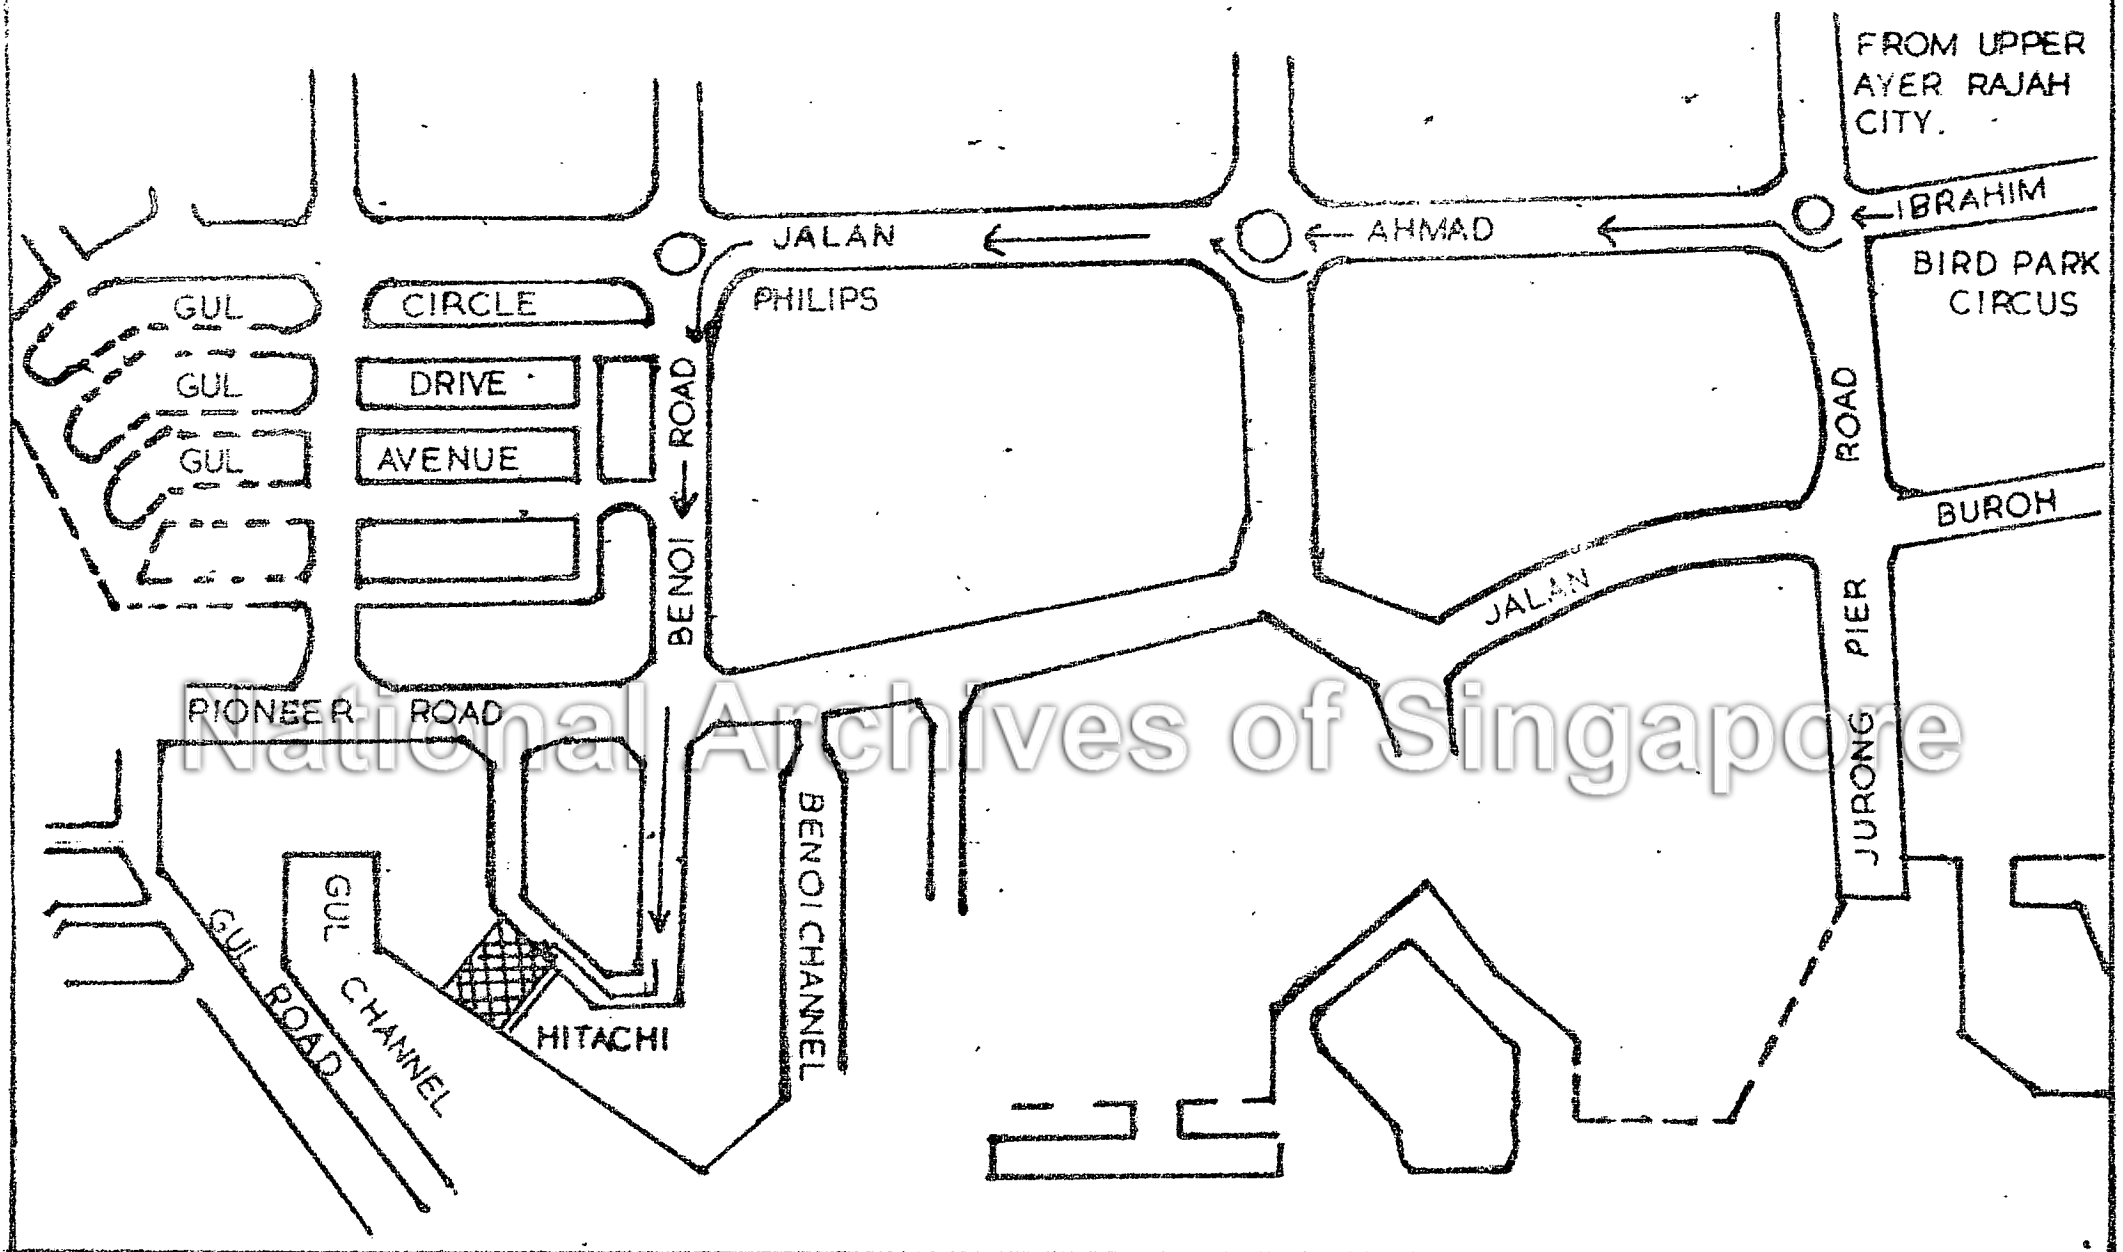 FROM UPPER
AYER RAJAH
CITY.
JALAN AHMAD IBRAHIM
BIRD PARK
CIRCUS
PHILIPS
GUL CIRCLE
GUL DRIVE
GUL AVENUE
BENOI ROAD
JALAN BUROH
JURONG PIER ROAD
PIONEER ROAD
National Archives of Singapore
GUL ROAD
GUL CHANNEL
BENOI CHANNEL
HITACHI